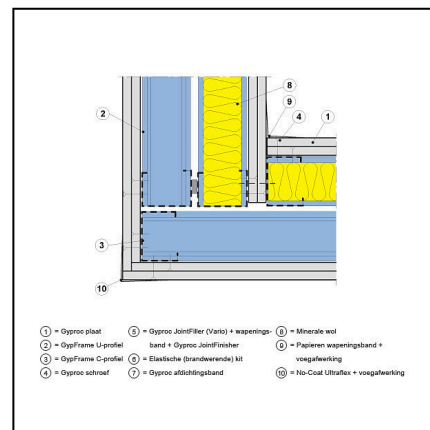 8
9
2
4
1
3
10
1 = Gyproc plaat
2 = GypFrame U-profiel
3 = GypFrame C-profiel
4 = Gyproc schroef
5 = Gyproc JointFiller (Vario) + wapenings-
band + Gyproc JointFinisher
6 = Elastische (brandwerende) kit
7 = Gyproc afdichtingsband
8 = Minerale wol
9 = Papieren wapeningsband +
voegafwerking
10 = No-Coat Ultraflex + voegafwerking